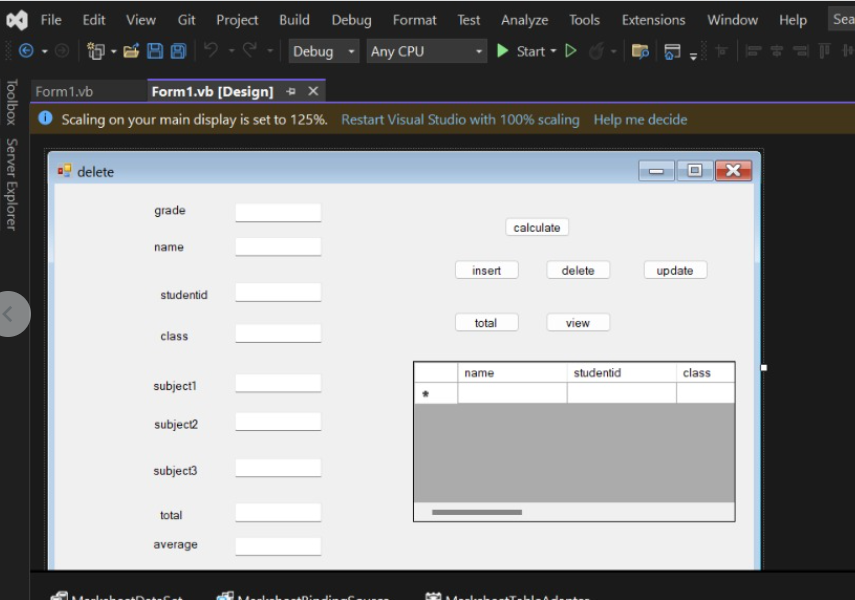 File Edit View Git Project Build Debug Format Test Analyze Tools Extensions Window Help Sea
Debug Any CPU Start
Toolbox
Server Explorer
Form1.vb Form1.vb [Design]
Scaling on your main display is set to 125%. Restart Visual Studio with 100% scaling Help me decide
delete
grade
calculate
name
insert delete update
studentid
total view
class
name studentid class
*
subject1
subject2
subject3
total
average
MarksheetDataSet MarksheetBindingSource MarksheetTableAdapter